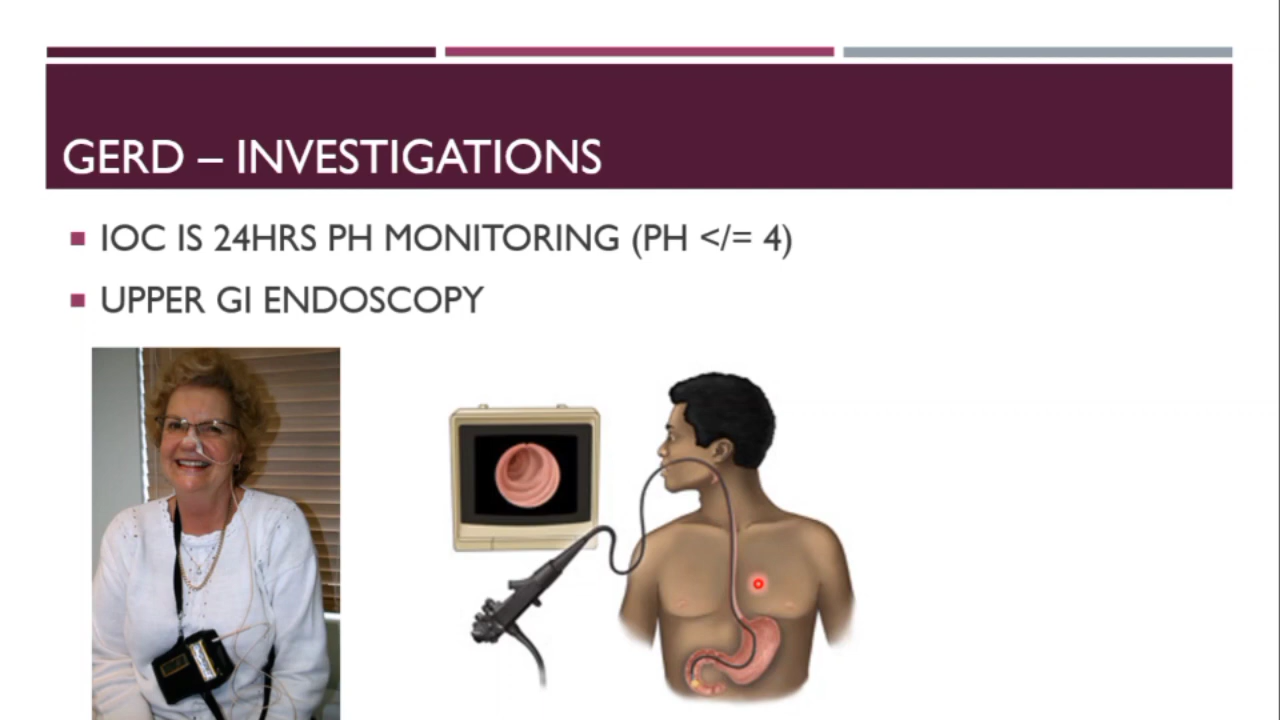 GERD – INVESTIGATIONS
IOC IS 24HRS PH MONITORING (PH </= 4)
UPPER GI ENDOSCOPY